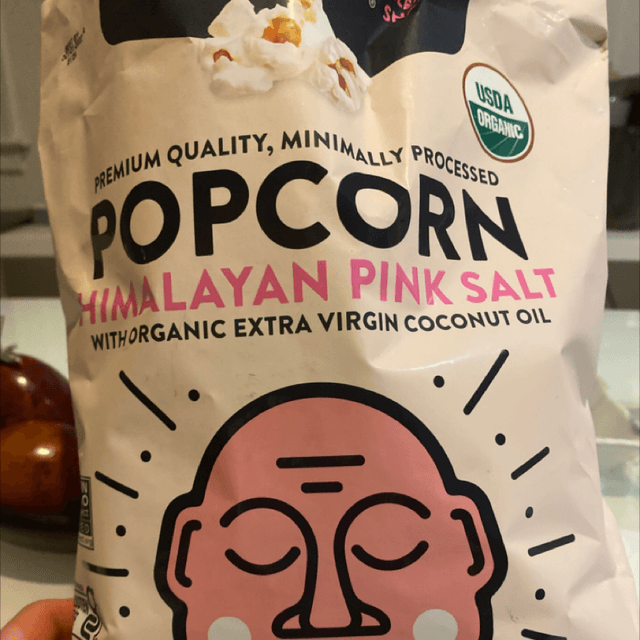 USDA
ORGANIC
PREMIUM QUALITY, MINIMALLY PROCESSED
POPCORN
HIMALAYAN PINK SALT
WITH ORGANIC EXTRA VIRGIN COCONUT OIL